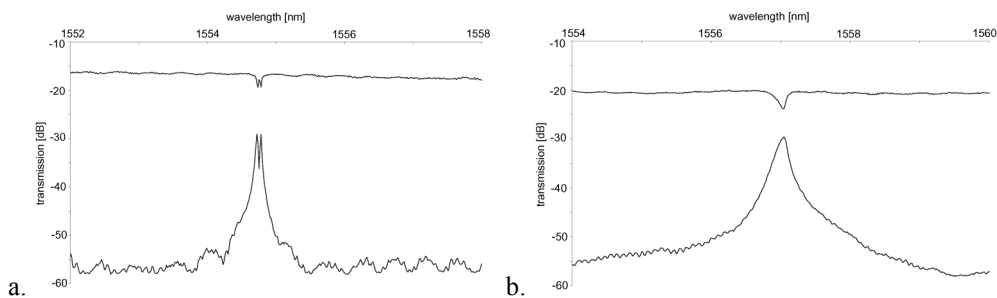 wavelength [nm]
1552 1554 1556 1558
-10
-20
-30
-40
-50
-60
transmission [dB]
a.
wavelength [nm]
1554 1556 1558 1560
-10
-20
-30
-40
-50
-60
transmission [dB]
b.